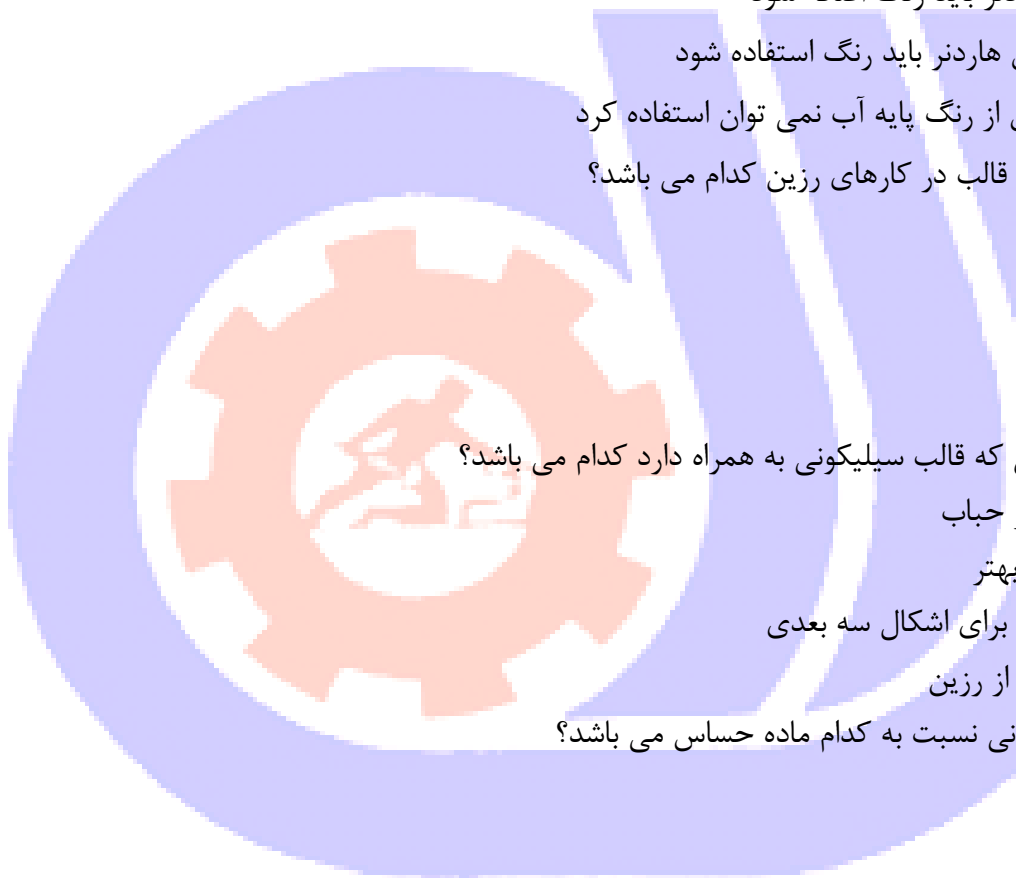 باید رنگ
هاردنر باید رنگ استفاده شود
از رنگ پایه آب نمی توان استفاده کرد
قالب در کارهای رزین کدام می باشد؟
که قالب سیلیکونی به همراه دارد کدام می باشد؟
حباب
بهتر
برای اشکال سه بعدی
از رزین
نسبت به کدام ماده حساس می باشد؟